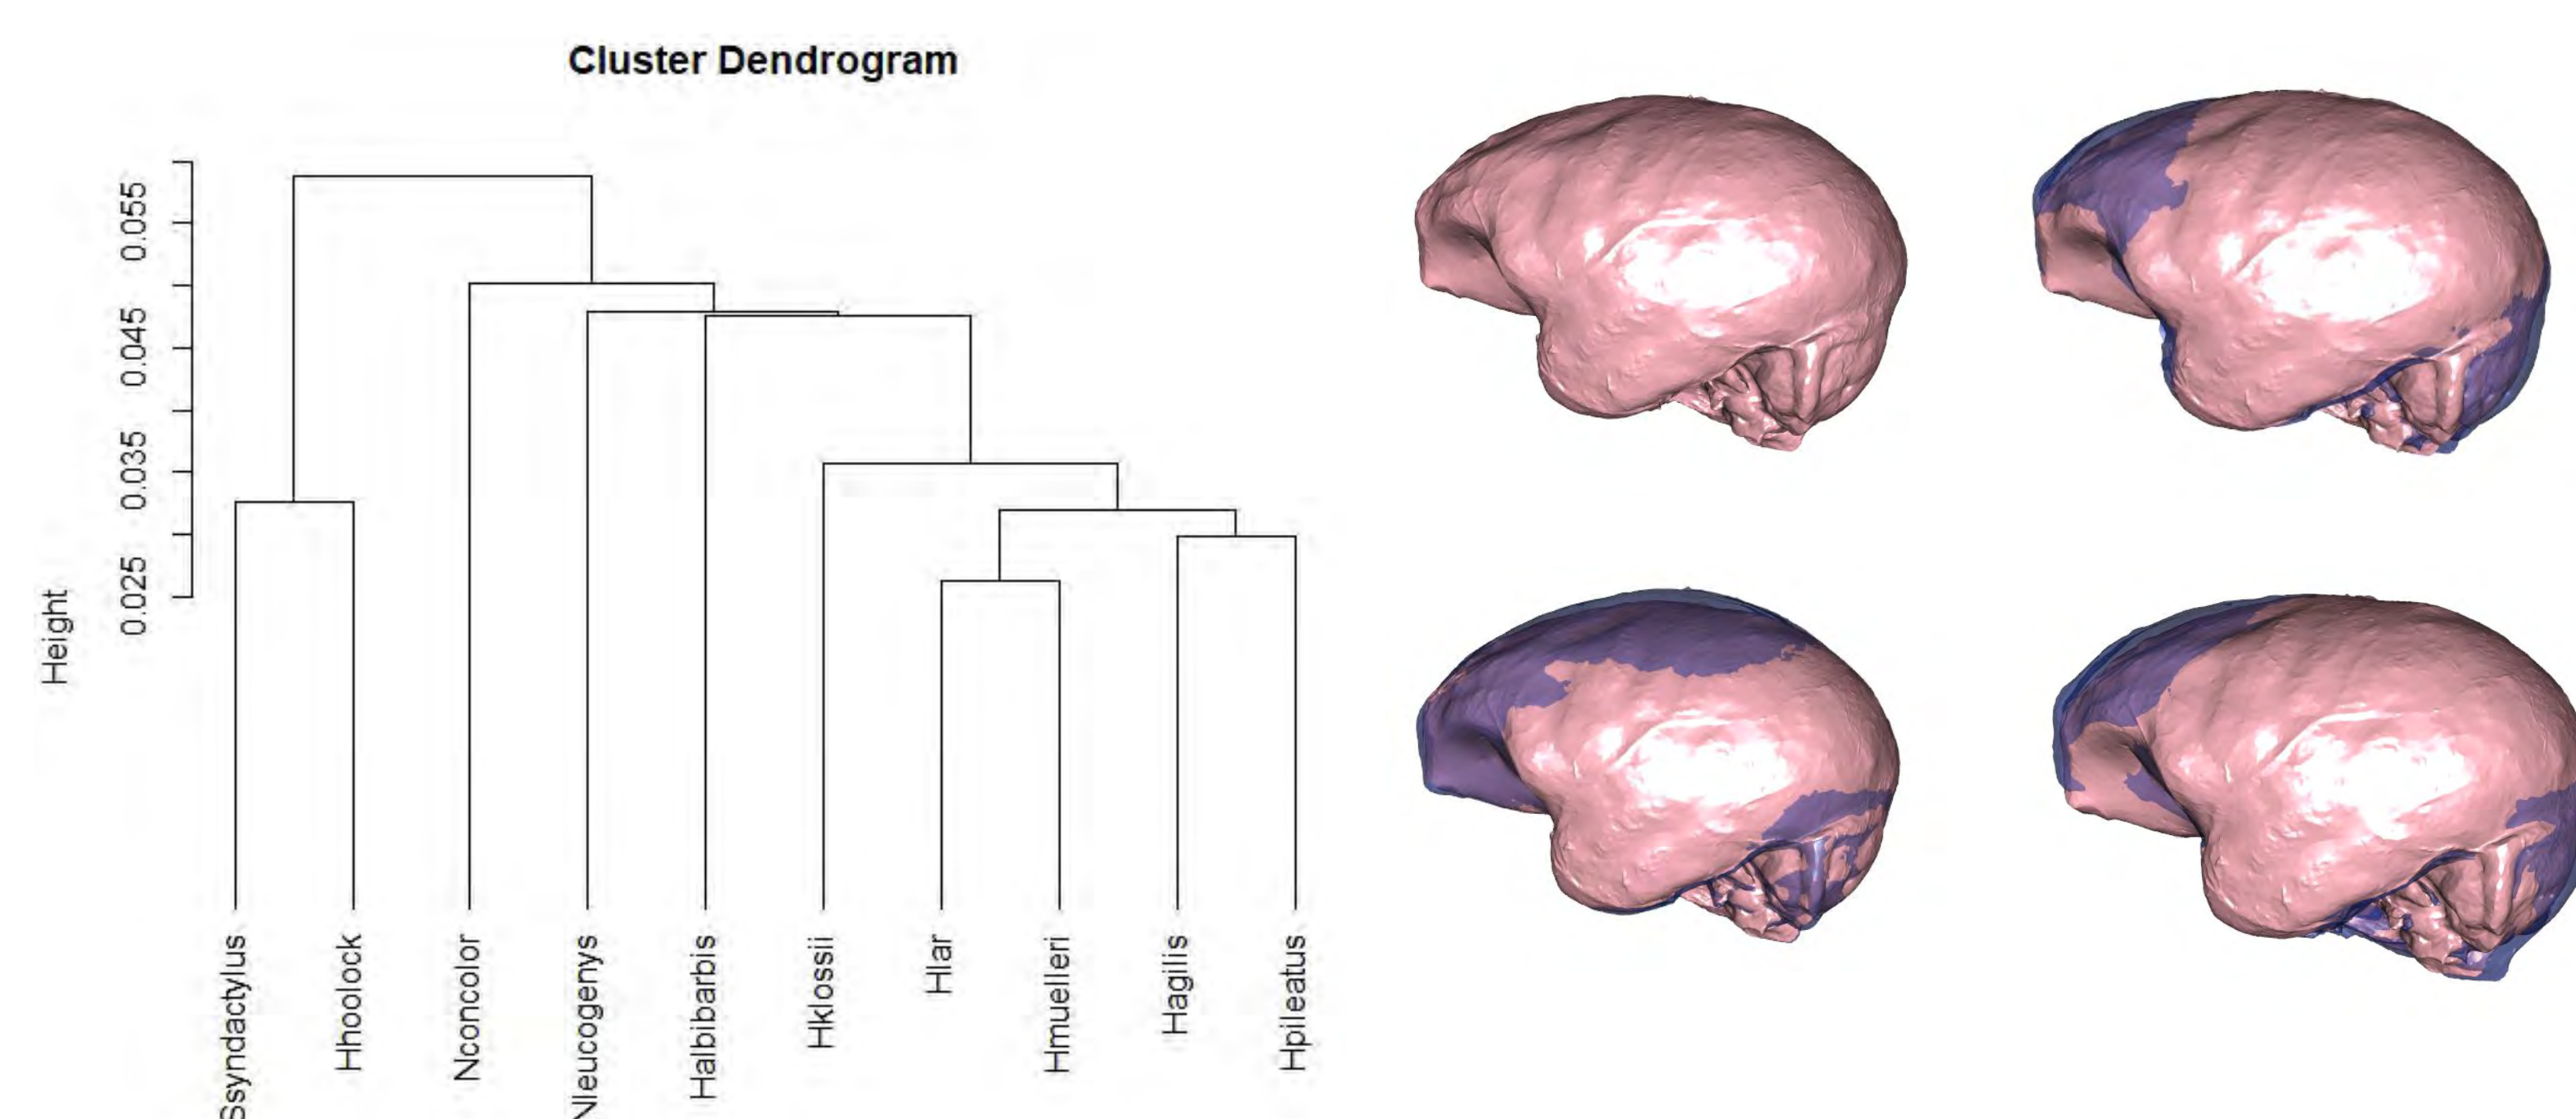 Cluster Dendrogram
Height
0.025
0.035
0.045
0.055
Ssyndactylus
Hhoolock
Nconcolor
Nleucogenys
Halbibarbis
Hklossii
Hlar
Hmuelleri
Hagilis
Hpileatus